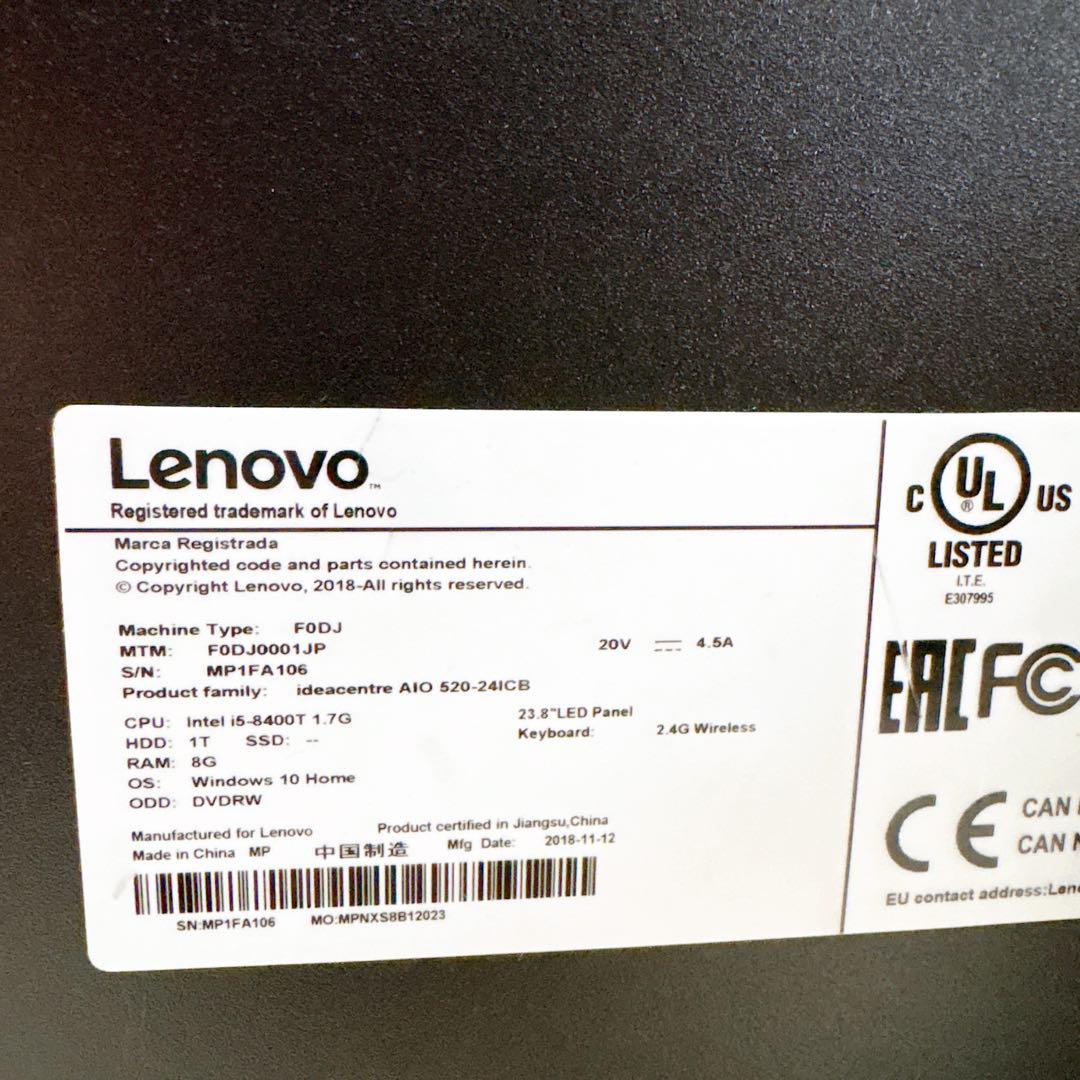 Lenovo™
Registered trademark of Lenovo
Marca Registrada
Copyrighted code and parts contained herein.
© Copyright Lenovo, 2018-All rights reserved.
Machine Type: F0DJ
MTM: F0DJ0001JP
S/N: MP1FA106
Product family: ideacentre AIO 520-24ICB
20V 4.5A
CPU: Intel i5-8400T 1.7G
HDD: 1T SSD: --
RAM: 8G
OS: Windows 10 Home
ODD: DVDRW
23.8"LED Panel
Keyboard: 2.4G Wireless
Manufactured for Lenovo Product certified in Jiangsu,China
Made in China MP 中国制造 Mfg Date: 2018-11-12
SN:MP1FA106 MO:MPNXS8B12023
C UL® US
LISTED
I.T.E.
E307995
EAC FC
CE
CAN
CAN
EU contact address: